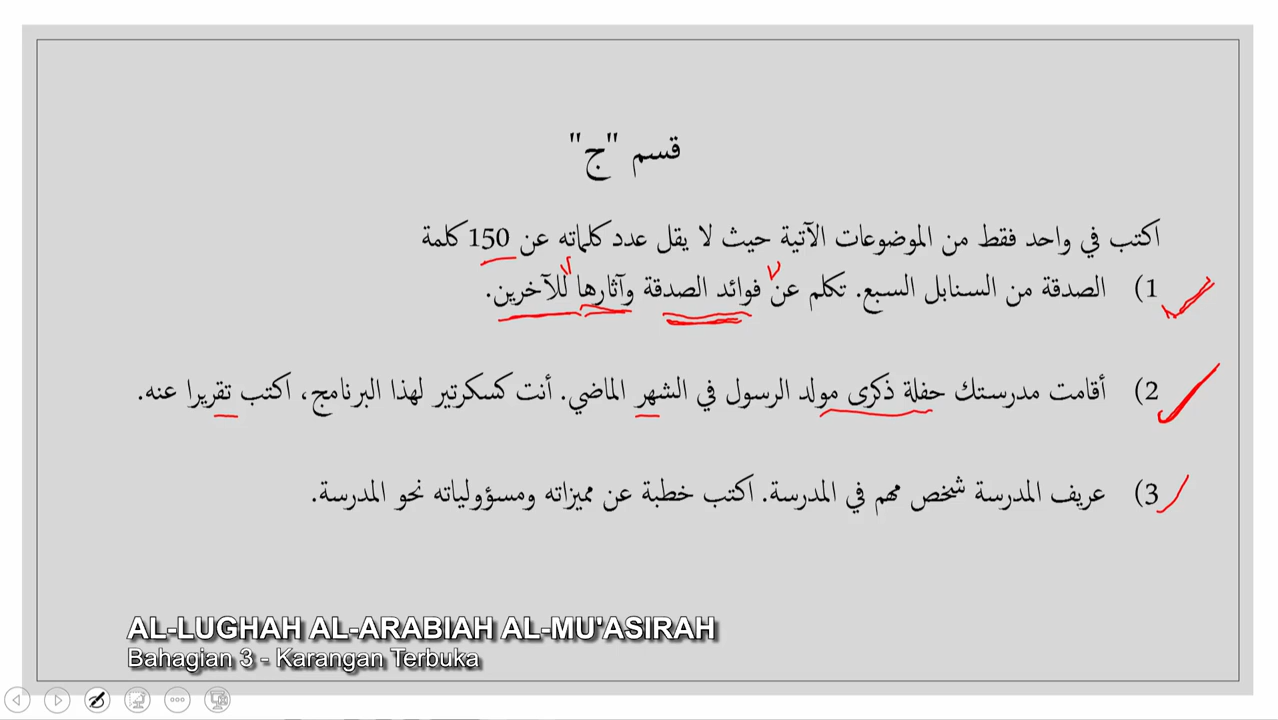 قسم "ج"
اكتب في واحد فقط من الموضوعات الآتية حيث لا يقل عدد كلماته عن 150 كلمة
1) الصدقة من السنابل السبع. تكلم عن فوائد الصدقة وآثارها للآخرين.
2) أقامت مدرستك حفلة ذكرى مولد الرسول في الشهر الماضي. أنت كسكرتير لهذا البرنامج، اكتب تقريرا عنه.
3) عريف المدرسة شخص مهم في المدرسة. اكتب خطبة عن مميزاته ومسؤولياته نحو المدرسة.
AL-LUGHAH AL-ARABIAH AL-MU'ASIRAH
Bahagian 3 - Karangan Terbuka